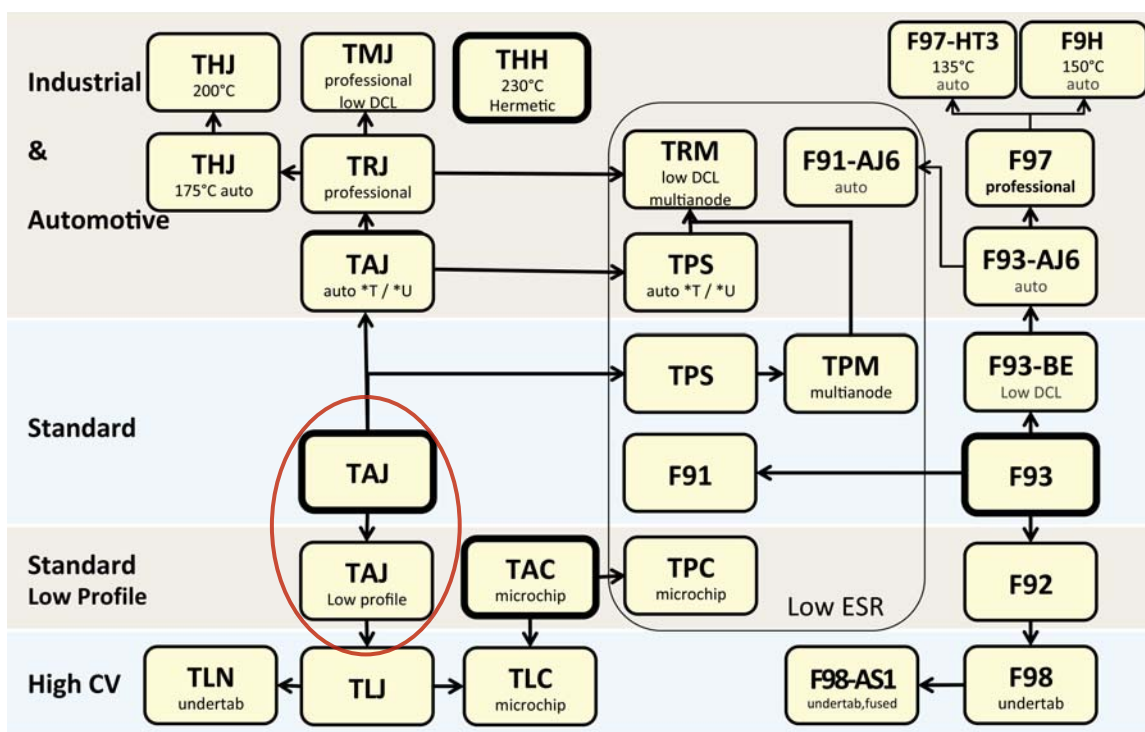 Industrial
&
Automotive
THJ
200°C
TMJ
professional
low DCL
THH
230°C
Hermetic
F97-HT3
135°C
auto
F9H
150°C
auto
THJ
175°C auto
TRJ
professional
TRM
low DCL
multianode
F91-AJ6
auto
F97
professional
TAJ
auto *T / *U
TPS
auto *T / *U
F93-AJ6
auto
Standard
TPS
TPM
multianode
F93-BE
Low DCL
TAJ
F91
F93
Standard
Low Profile
TAJ
Low profile
TAC
microchip
TPC
microchip
Low ESR
F92
High CV
TLN
undertab
TLJ
TLC
microchip
F98-AS1
undertab,fused
F98
undertab